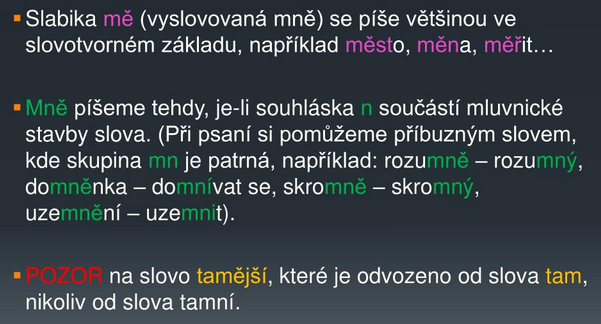 Slabika mě (vyslovovaná mně) se píše většinou ve
slovotvorném základu, například město, měna, měřit…
Mně píšeme tehdy, je-li souhláska n součástí mluvnické
stavby slova. (Při psaní si pomůžeme příbuzným slovem,
kde skupina mn je patrná, například: rozumně – rozumný,
domněnka – domnívat se, skromně – skromný,
uzemnění – uzemnit).
POZOR na slovo tamější, které je odvozeno od slova tam,
nikoliv od slova tamní.